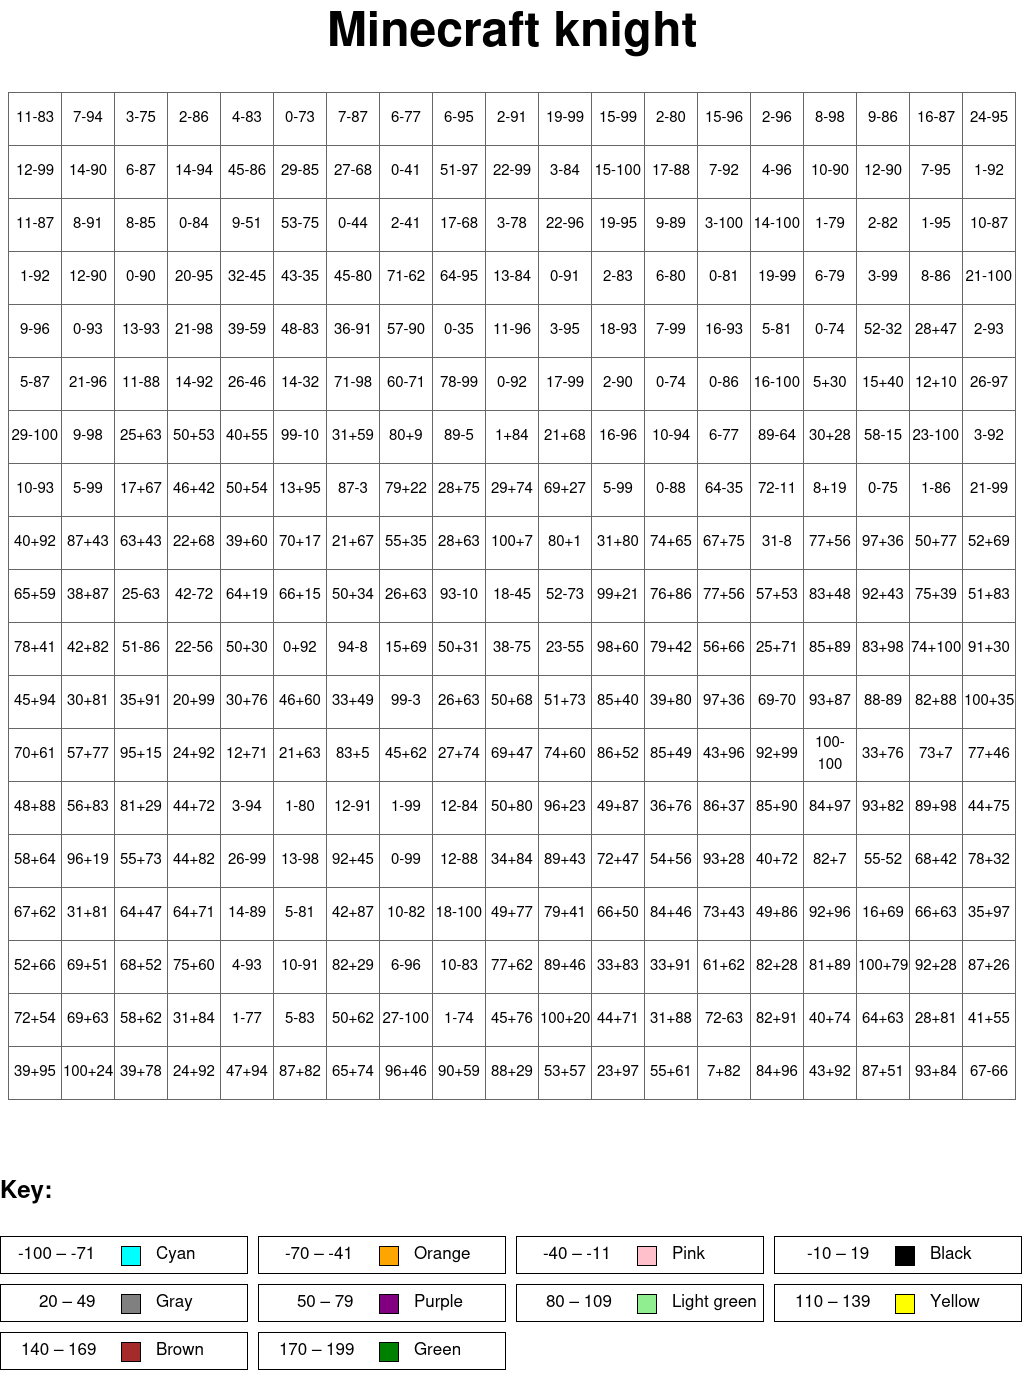 Minecraft knight
11-83 7-94 3-75 2-86 4-83 0-73 7-87 6-77 6-95 2-91 19-99 15-99 2-80 15-96 2-96 8-98 9-86 16-87 24-95
12-99 14-90 6-87 14-94 45-86 29-85 27-68 0-41 51-97 22-99 3-84 15-100 17-88 7-92 4-96 10-90 12-90 7-95 1-92
11-87 8-91 8-85 0-84 9-51 53-75 0-44 2-41 17-68 3-78 22-96 19-95 9-89 3-100 14-100 1-79 2-82 1-95 10-87
1-92 12-90 0-90 20-95 32-45 43-35 45-80 71-62 64-95 13-84 0-91 2-83 6-80 0-81 19-99 6-79 3-99 8-86 21-100
9-96 0-93 13-93 21-98 39-59 48-83 36-91 57-90 0-35 11-96 3-95 18-93 7-99 16-93 5-81 0-74 52-32 28+47 2-93
5-87 21-96 11-88 14-92 26-46 14-32 71-98 60-71 78-99 0-92 17-99 2-90 0-74 0-86 16-100 5+30 15+40 12+10 26-97
29-100 9-98 25+63 50+53 40+55 99-10 31+59 80+9 89-5 1+84 21+68 16-96 10-94 6-77 89-64 30+28 58-15 23-100 3-92
10-93 5-99 17+67 46+42 50+54 13+95 87-3 79+22 28+75 29+74 69+27 5-99 0-88 64-35 72-11 8+19 0-75 1-86 21-99
40+92 87+43 63+43 22+68 39+60 70+17 21+67 55+35 28+63 100+7 80+1 31+80 74+65 67+75 31-8 77+56 97+36 50+77 52+69
65+59 38+87 25-63 42-72 64+19 66+15 50+34 26+63 93-10 18-45 52-73 99+21 76+86 77+56 57+53 83+48 92+43 75+39 51+83
78+41 42+82 51-86 22-56 50+30 0+92 94-8 15+69 50+31 38-75 23-55 98+60 79+42 56+66 25+71 85+89 83+98 74+100 91+30
45+94 30+81 35+91 20+99 30+76 46+60 33+49 99-3 26+63 50+68 51+73 85+40 39+80 97+36 69-70 93+87 88-89 82+88 100+35
70+61 57+77 95+15 24+92 12+71 21+63 83+5 45+62 27+74 69+47 74+60 86+52 85+49 43+96 92+99 100-100 33+76 73+7 77+46
48+88 56+83 81+29 44+72 3-94 1-80 12-91 1-99 12-84 50+80 96+23 49+87 36+76 86+37 85+90 84+97 93+82 89+98 44+75
58+64 96+19 55+73 44+82 26-99 13-98 92+45 0-99 12-88 34+84 89+43 72+47 54+56 93+28 40+72 82+7 55-52 68+42 78+32
67+62 31+81 64+47 64+71 14-89 5-81 42+87 10-82 18-100 49+77 79+41 66+50 84+46 73+43 49+86 92+96 16+69 66+63 35+97
52+66 69+51 68+52 75+60 4-93 10-91 82+29 6-96 10-83 77+62 89+46 33+83 33+91 61+62 82+28 81+89 100+79 92+28 87+26
72+54 69+63 58+62 31+84 1-77 5-83 50+62 27-100 1-74 45+76 100+20 44+71 31+88 72-63 82+91 40+74 64+63 28+81 41+55
39+95 100+24 39+78 24+92 47+94 87+82 65+74 96+46 90+59 88+29 53+57 23+97 55+61 7+82 84+96 43+92 87+51 93+84 67-66
Key:
-100 – -71 Cyan -70 – -41 Orange -40 – -11 Pink -10 – 19 Black
20 – 49 Gray 50 – 79 Purple 80 – 109 Light green 110 – 139 Yellow
140 – 169 Brown 170 – 199 Green